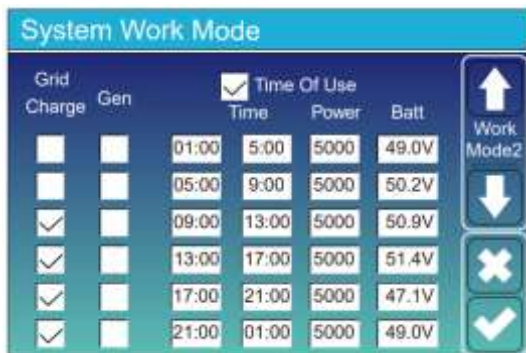 System Work Mode
Grid Charge Gen
Time Of Use
Time Power Batt
01:00 5:00 5000 49.0V
05:00 9:00 5000 50.2V
09:00 13:00 5000 50.9V
13:00 17:00 5000 51.4V
17:00 21:00 5000 47.1V
21:00 01:00 5000 49.0V
Work
Mode2